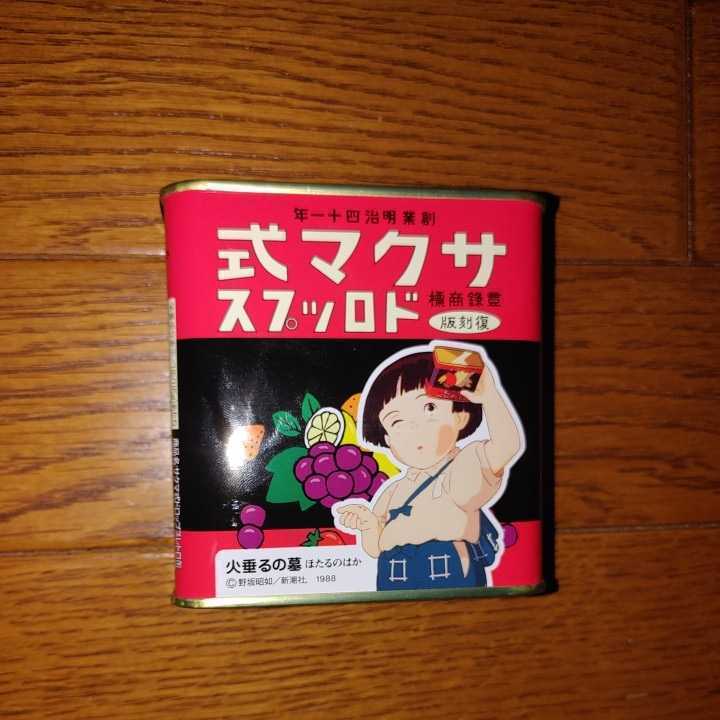 創業明治四十一年
サクマ式
登録商標
ドロップス
復刻版
火垂るの墓 ほたるのはか
©野坂昭如／新潮社, 1988